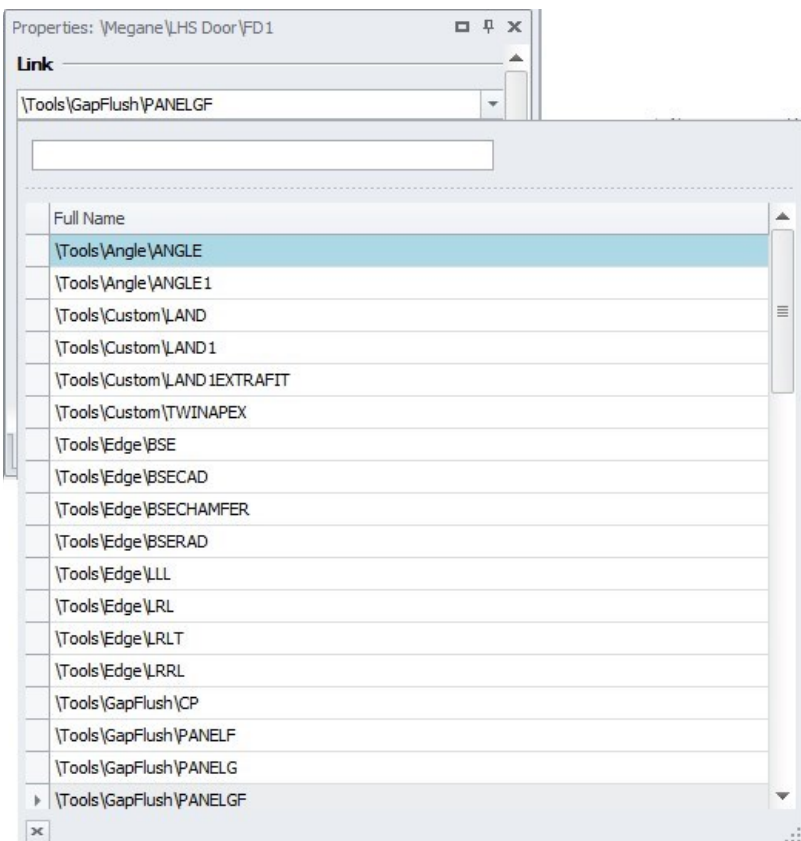 Properties: \Megane\LHS Door\FD1
Link
\Tools\GapFlush\PANELGF
Full Name
\Tools\Angle\ANGLE
\Tools\Angle\ANGLE1
\Tools\Custom\LAND
\Tools\Custom\LAND1
\Tools\Custom\LAND1EXTRAFIT
\Tools\Custom\TWINAPEX
\Tools\Edge\BSE
\Tools\Edge\BSECAD
\Tools\Edge\BSECHAMFER
\Tools\Edge\BSERAD
\Tools\Edge\LLL
\Tools\Edge\LRL
\Tools\Edge\LRLT
\Tools\Edge\LRRL
\Tools\GapFlush\CP
\Tools\GapFlush\PANELF
\Tools\GapFlush\PANELG
\Tools\GapFlush\PANELGF